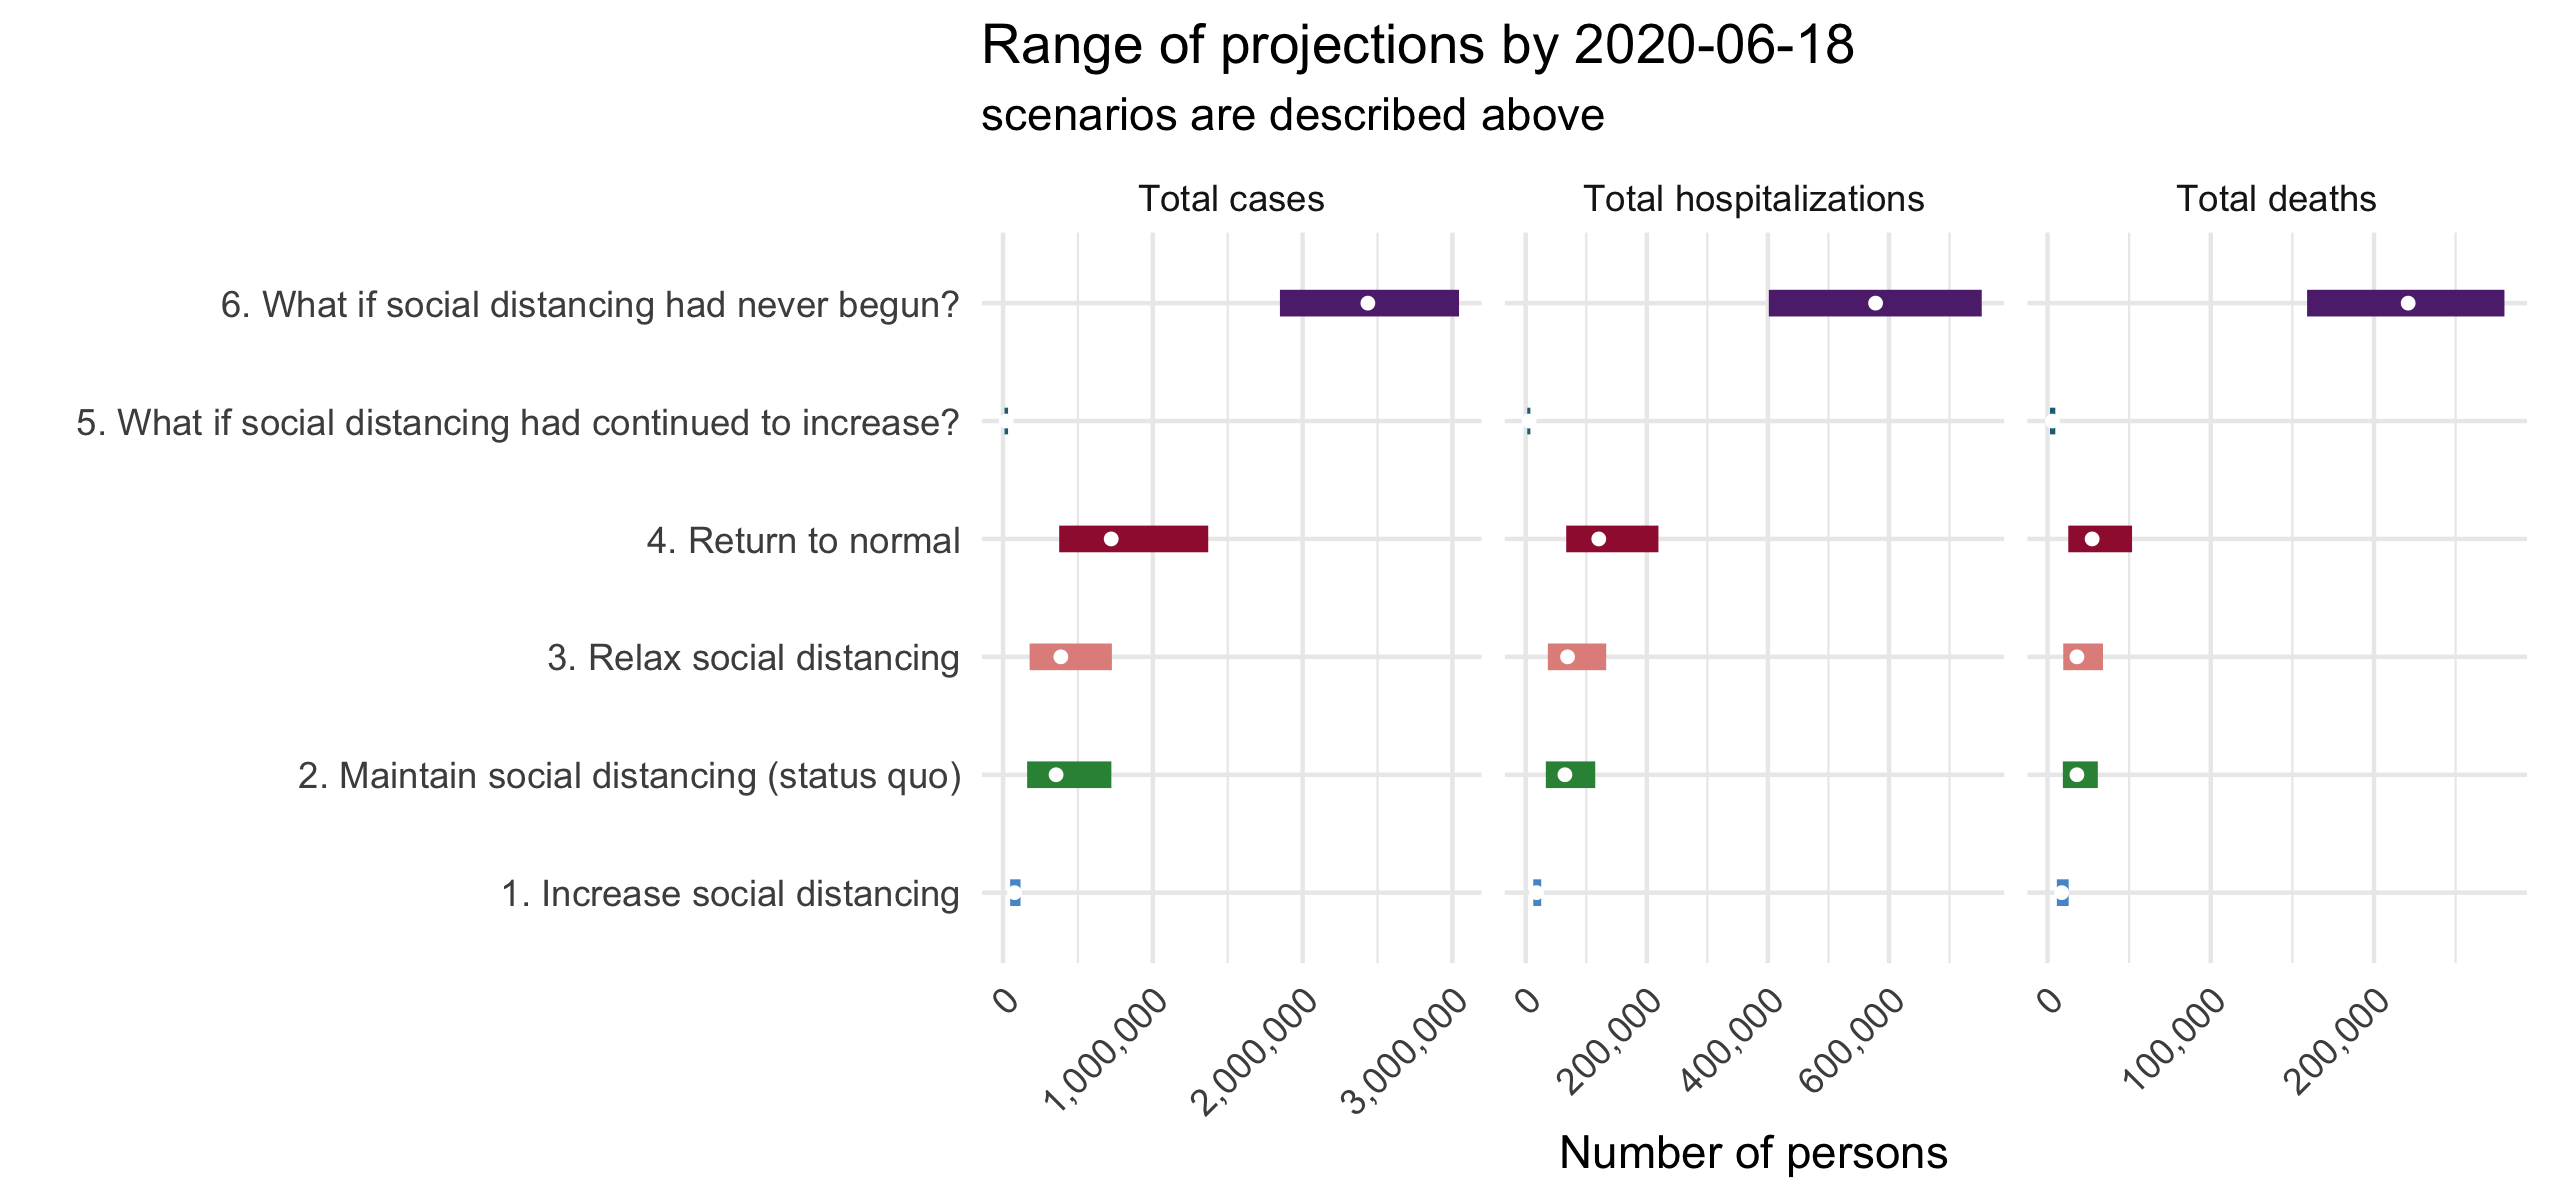 Range of projections by 2020-06-18
scenarios are described above
Total cases
Total hospitalizations
Total deaths
6. What if social distancing had never begun?
5. What if social distancing had continued to increase?
4. Return to normal
3. Relax social distancing
2. Maintain social distancing (status quo)
1. Increase social distancing
0
1,000,000
2,000,000
3,000,000
0
200,000
400,000
600,000
0
100,000
200,000
Number of persons